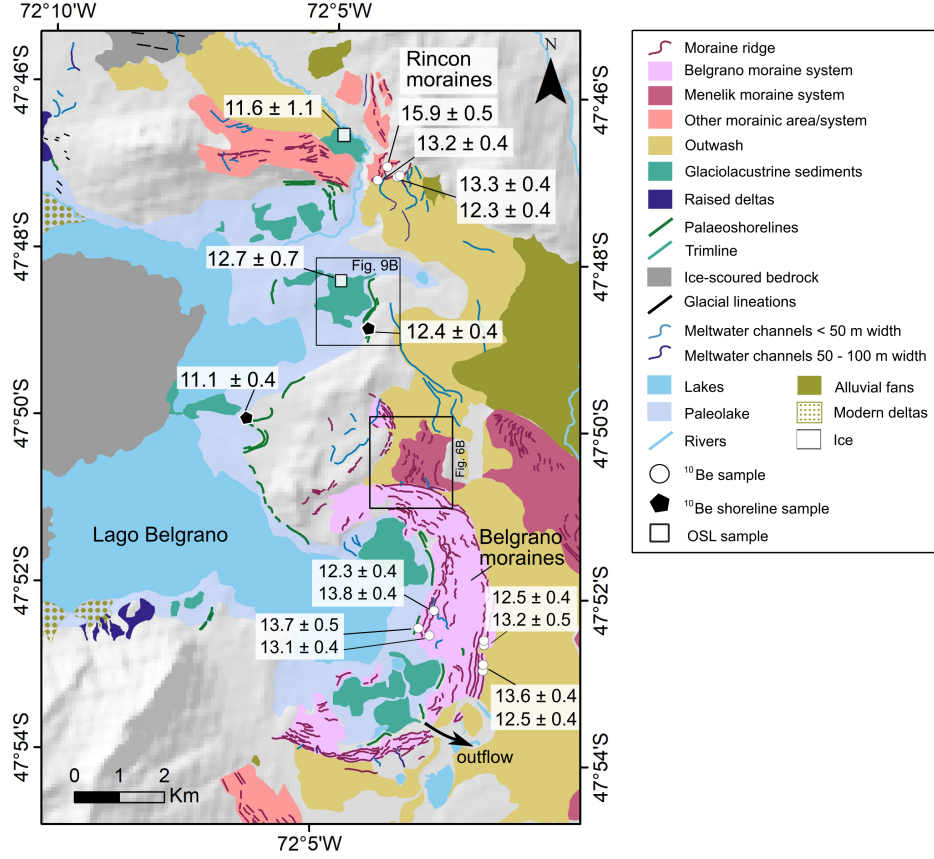 72°10'W
72°5'W
47°46'S
47°48'S
47°50'S
47°52'S
47°54'S
47°46'S
47°48'S
47°50'S
47°52'S
47°54'S
72°5'W
N
Rincon
moraines
11.6 ± 1.1
15.9 ± 0.5
13.2 ± 0.4
13.3 ± 0.4
12.3 ± 0.4
12.7 ± 0.7
Fig. 9B
12.4 ± 0.4
11.1 ± 0.4
Fig. 6B
Lago Belgrano
Belgrano
moraines
12.3 ± 0.4
13.8 ± 0.4
12.5 ± 0.4
13.2 ± 0.5
13.7 ± 0.5
13.1 ± 0.4
13.6 ± 0.4
12.5 ± 0.4
outflow
0 1 2
Km
Moraine ridge
Belgrano moraine system
Menelik moraine system
Other morainic area/system
Outwash
Glaciolacustrine sediments
Raised deltas
Palaeoshorelines
Trimline
Ice-scoured bedrock
Glacial lineations
Meltwater channels < 50 m width
Meltwater channels 50 - 100 m width
Lakes
Alluvial fans
Paleolake
Modern deltas
Rivers
Ice
¹⁰Be sample
¹⁰Be shoreline sample
OSL sample